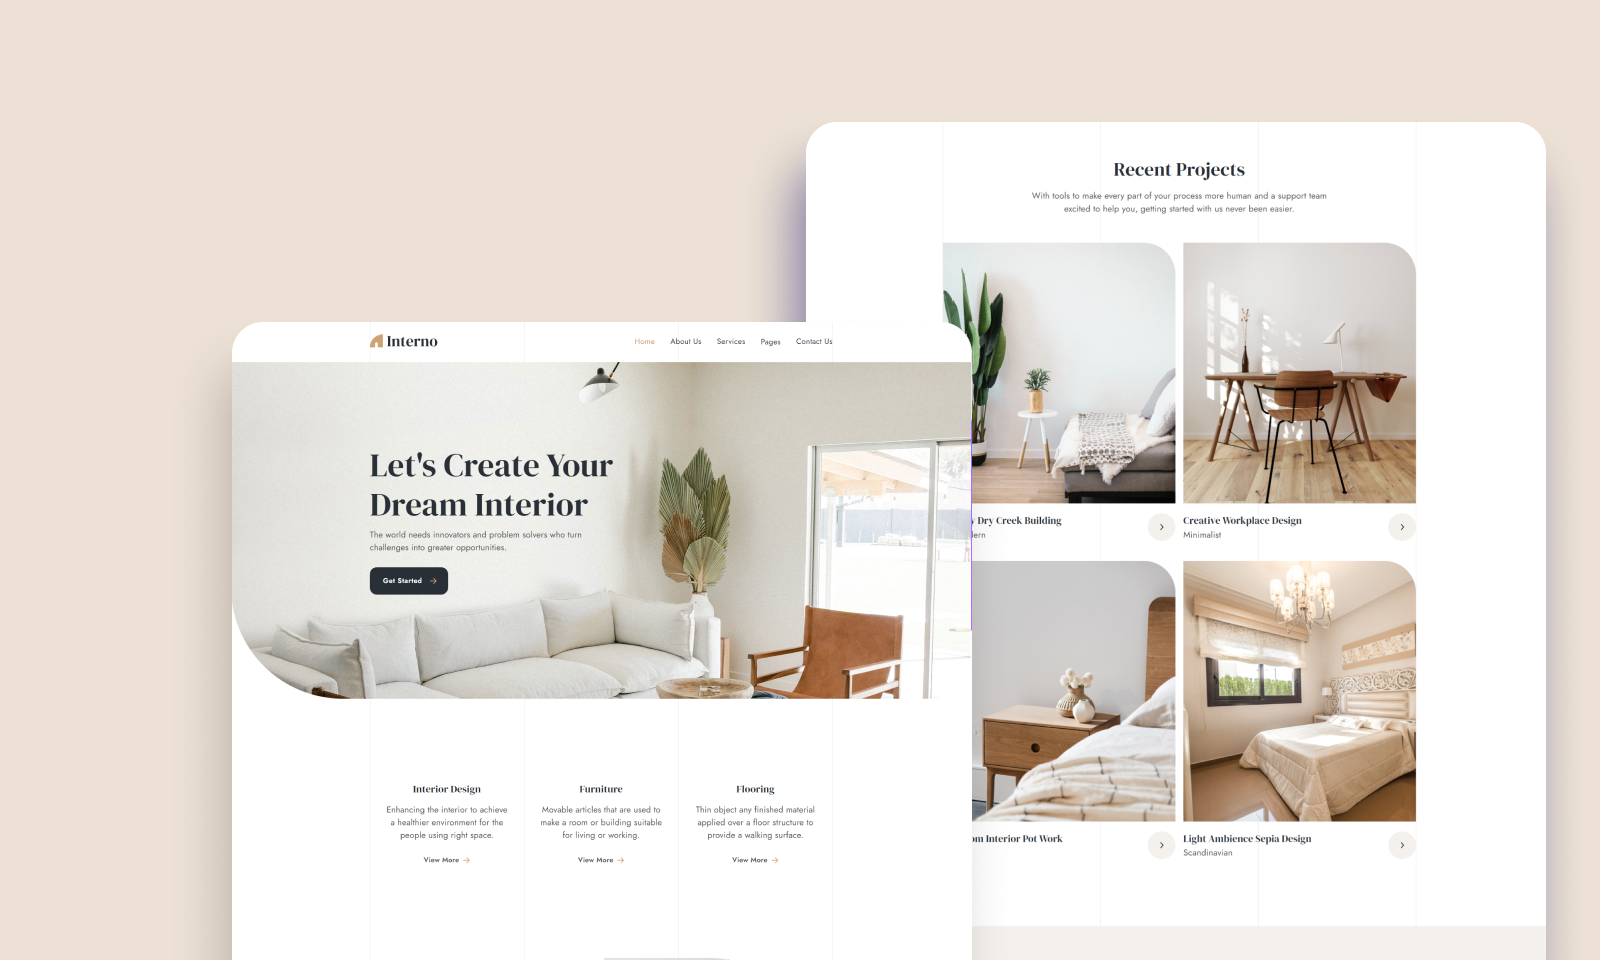 Interno
Home
About Us
Services
Pages
Contact Us
Let's Create Your
Dream Interior
The world needs innovators and problem solvers who turn
challenges into greater opportunities.
Get Started
Interior Design
Enhancing the interior to achieve
a healthier environment for the
people using right space.
View More
Furniture
Movable articles that are used to
make a room or building suitable
for living or working.
View More
Flooring
Thin object any finished material
applied over a floor structure to
provide a walking surface.
View More
Recent Projects
With tools to make every part of your process more human and a support team
excited to help you, getting started with us never been easier.
Dry Creek Building
Creative Workplace Design
Minimalist
Interior Pot Work
Light Ambience Sepia Design
Scandinavian